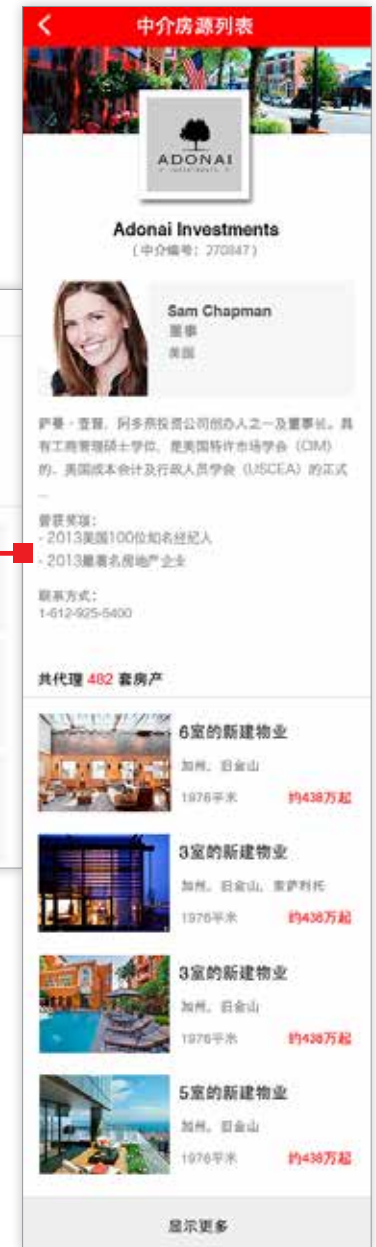 中介房源列表
ADONAI
INVESTMENTS
Adonai Investments
(中介编号：270847)
Sam Chapman
董事
美国
萨曼·查普，阿多奈投资公司创办人之一及董事长。具
有工商管理硕士学位，是美国特许市场学会（CIM）
的、美国成本会计及行政人员学会（USCEA）的正式
...
曾获奖项：
- 2013美国100位知名经纪人
- 2013最著名房地产企业
联系方式：
1-612-925-5400
共代理 482 套房产
6室的新建物业
加州，旧金山
1976平米 约438万起
3室的新建物业
加州，旧金山，索萨利托
1976平米 约438万起
3室的新建物业
加州，旧金山
1976平米 约438万起
5室的新建物业
加州，旧金山
1976平米 约438万起
显示更多